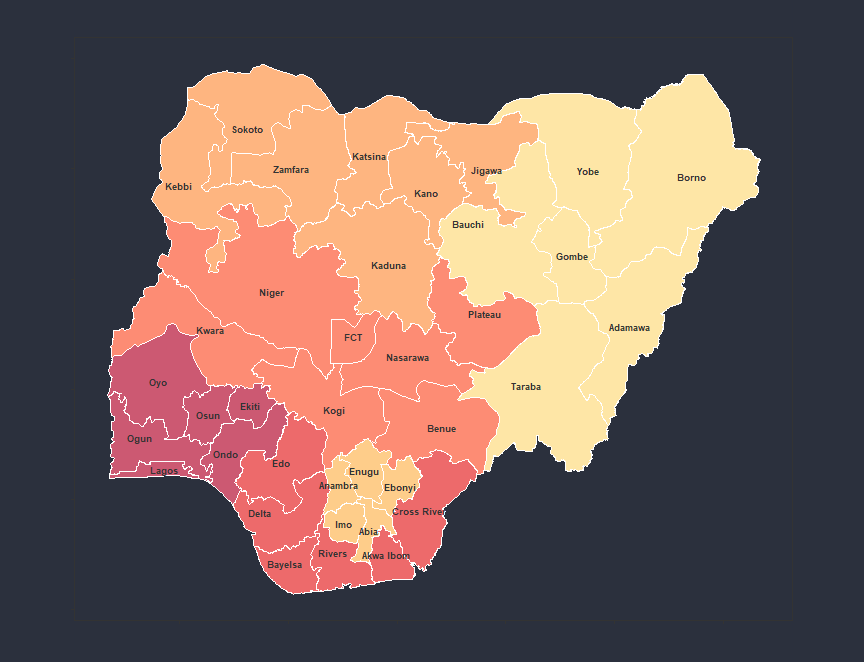 Sokoto
Katsina
Zamfara
Jigawa
Yobe
Borno
Kebbi
Kano
Bauchi
Gombe
Kaduna
Niger
Plateau
Adamawa
Kwara
FCT
Nasarawa
Oyo
Taraba
Ekiti
Kogi
Osun
Benue
Ogun
Ondo
Edo
Lagos
Enugu
Anambra
Ebonyi
Delta
Cross River
Imo
Abia
Rivers
Akwa Ibom
Bayelsa